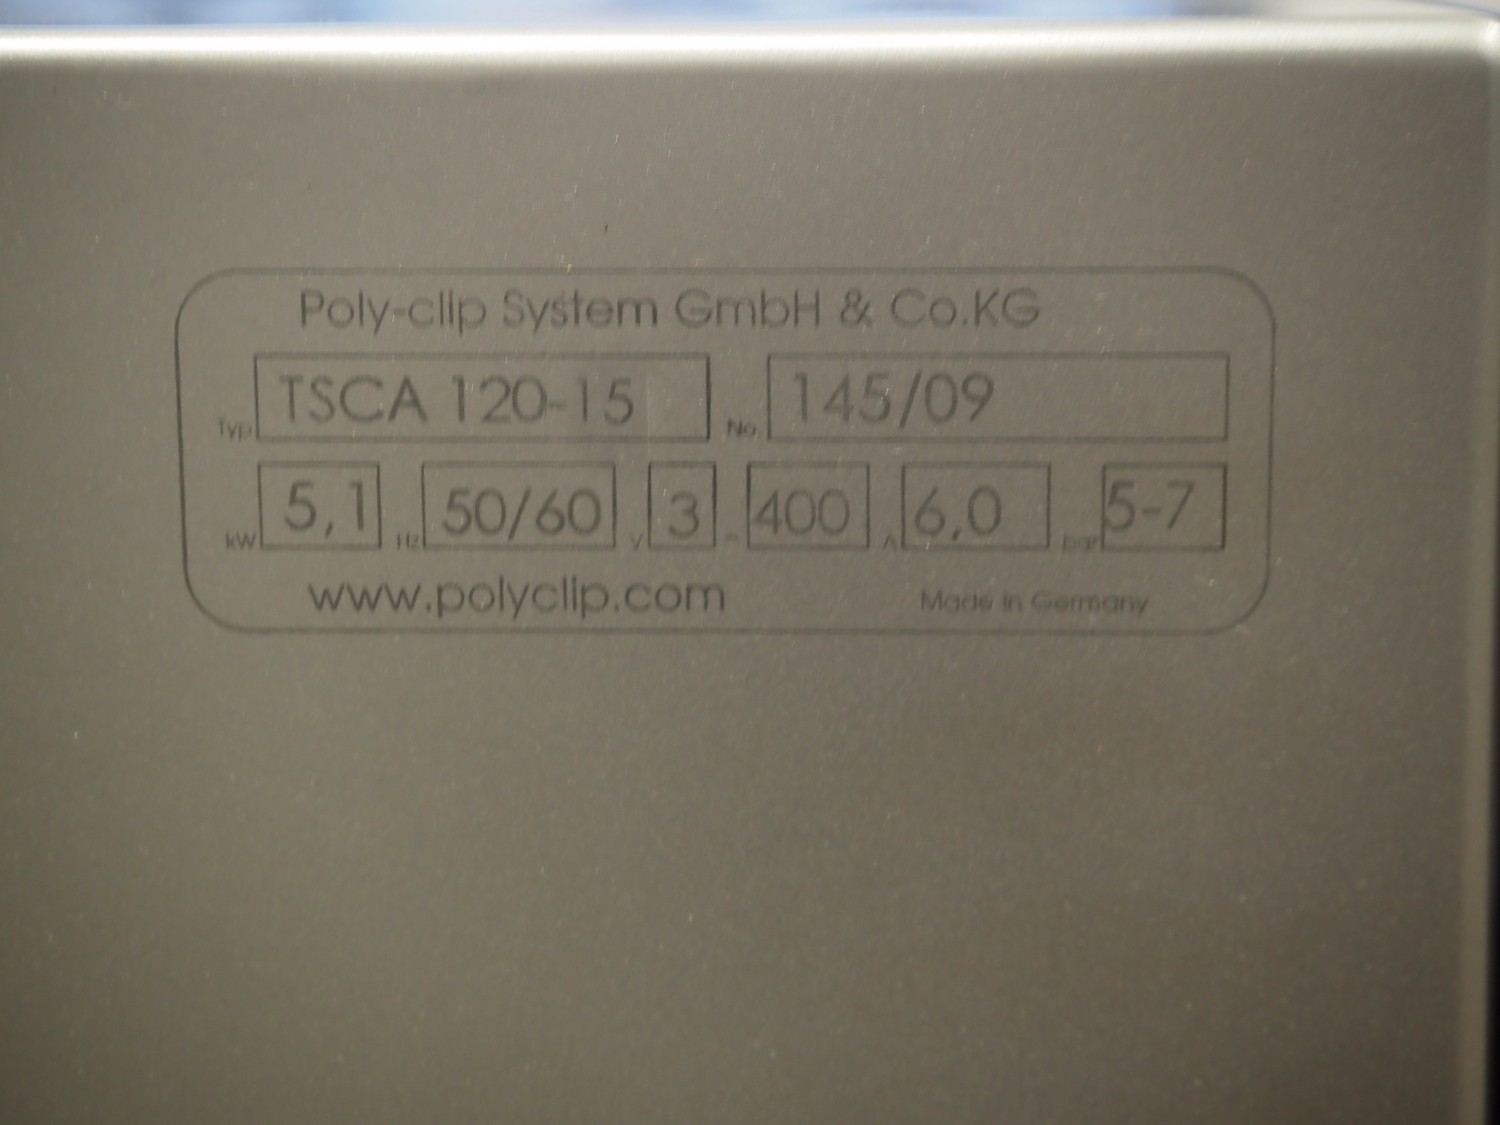 Poly-clip System GmbH & Co.KG
Typ TSCA 120-15 No. 145/09
kW 5,1 Hz 50/60 V 3 ~ 400 A 6,0 bar 5-7
www.polyclip.com Made in Germany